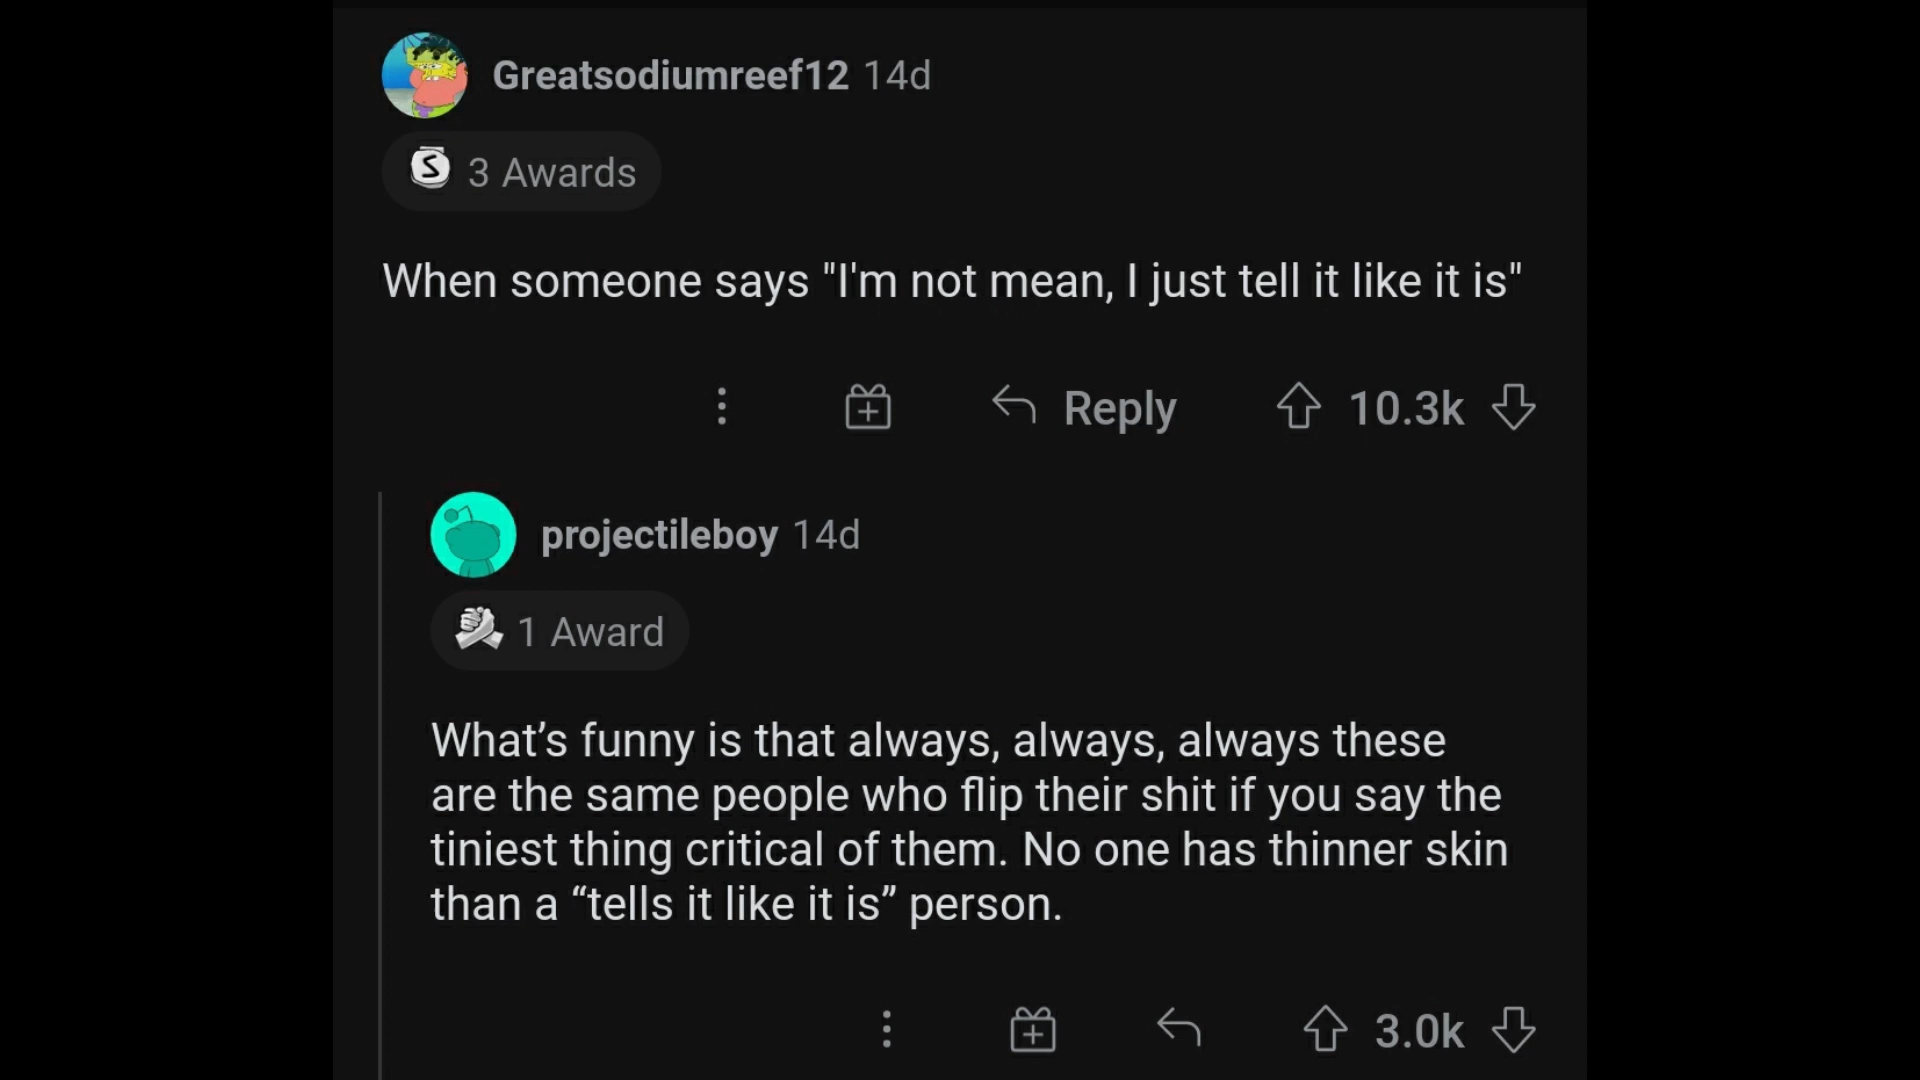 Greatsodiumreef12 14d
S 3 Awards
When someone says "I'm not mean, I just tell it like it is"
Reply 10.3k
projectileboy 14d
1 Award
What’s funny is that always, always, always these
are the same people who flip their shit if you say the
tiniest thing critical of them. No one has thinner skin
than a “tells it like it is” person.
3.0k